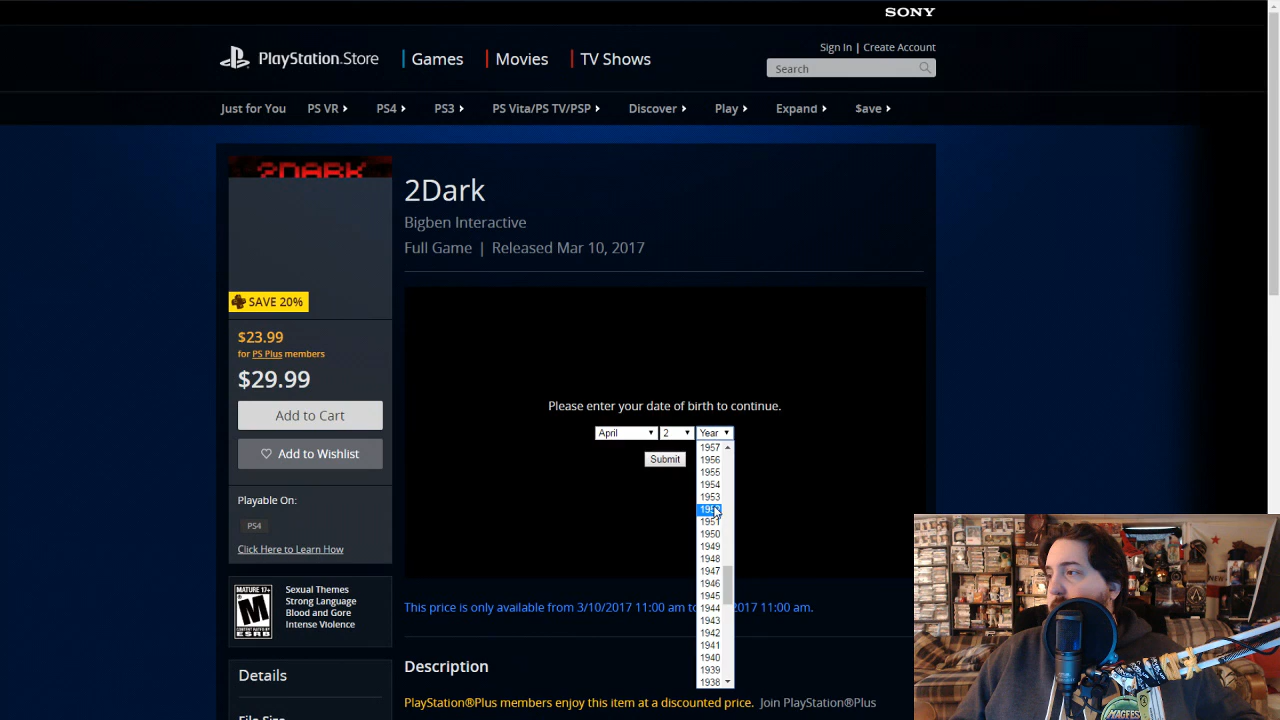 SONY
Sign In | Create Account
PlayStation.Store
Games
Movies
TV Shows
Search
Just for You
PS VR
PS4
PS3
PS Vita/PS TV/PSP
Discover
Play
Expand
$ave
2DARK
2Dark
Bigben Interactive
Full Game | Released Mar 10, 2017
SAVE 20%
$23.99
for PS Plus members
$29.99
Add to Cart
Add to Wishlist
Playable On:
PS4
Click Here to Learn How
MATURE 17+
M
ESRB
Sexual Themes
Strong Language
Blood and Gore
Intense Violence
Details
Please enter your date of birth to continue.
April 2 Year
Submit
1957
1956
1955
1954
1953
1951
1950
1949
1948
1947
1946
1945
1944
1943
1942
1941
1940
1939
1938
This price is only available from 3/10/2017 11:00 am to 2017 11:00 am.
Description
PlayStation®Plus members enjoy this item at a discounted price. Join PlayStation®Plus